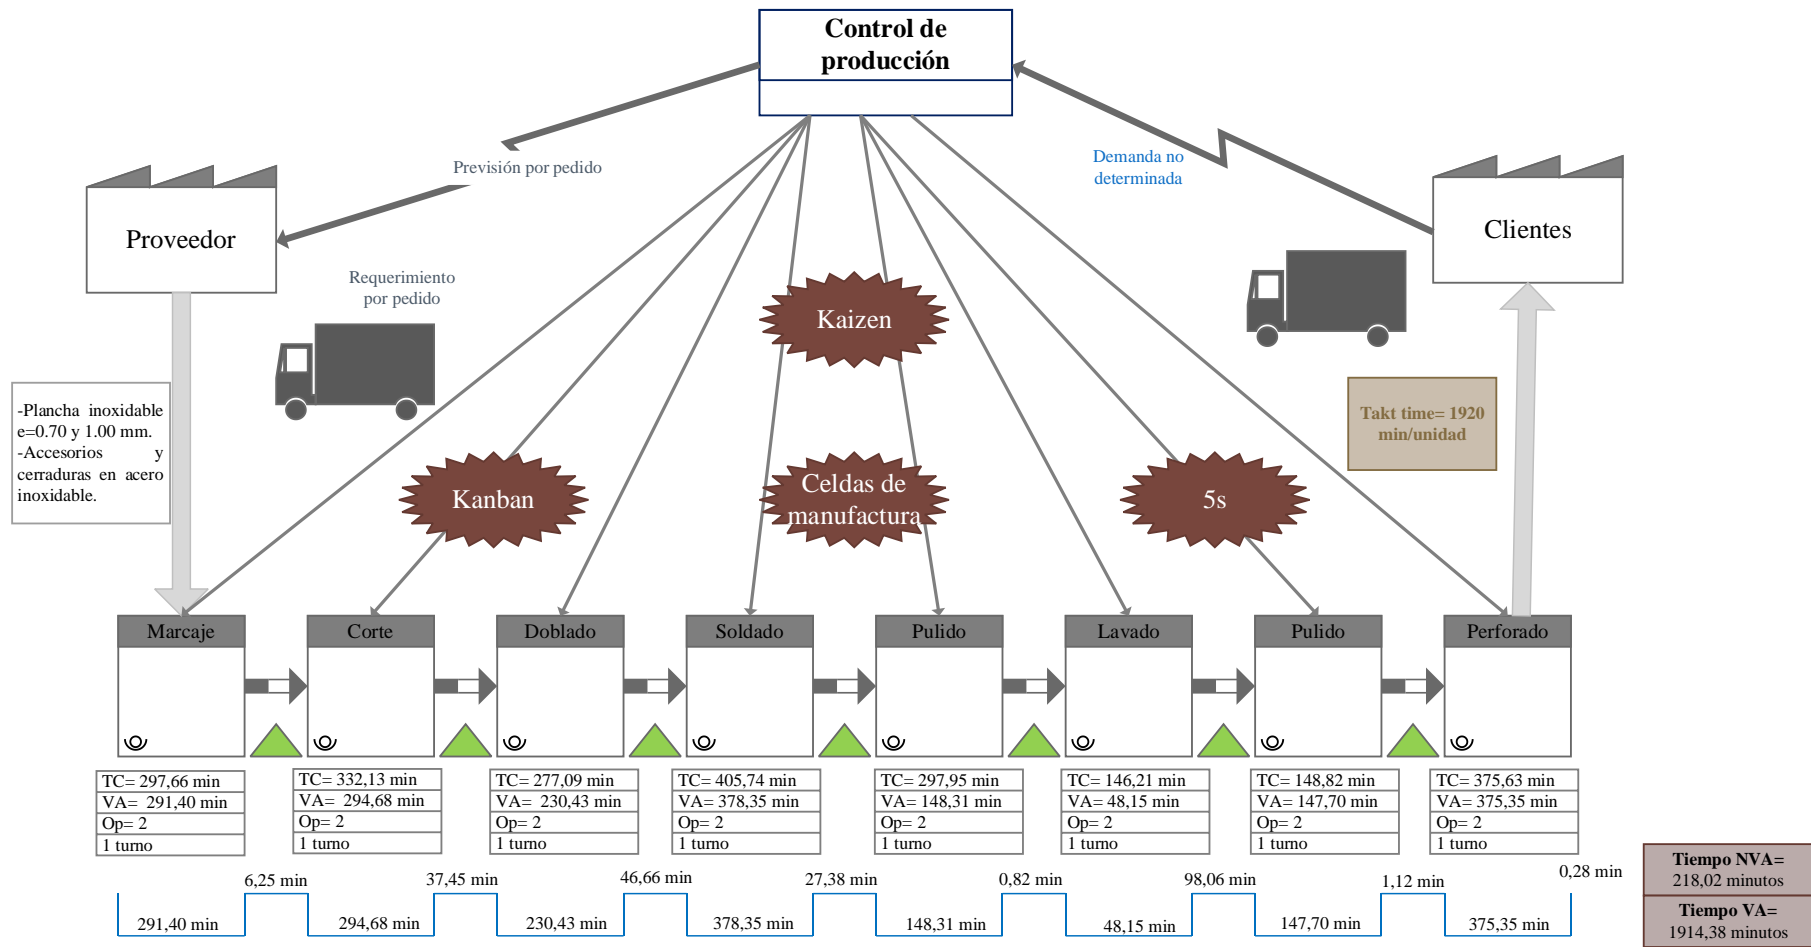 Control de
producción
Previsión por pedido
Demanda no
determinada
Proveedor
Clientes
Requerimiento
por pedido
Kaizen
-Plancha inoxidable
e=0.70 y 1.00 mm.
-Accesorios y
cerraduras en acero
inoxidable.
Takt time= 1920
min/unidad
Kanban
Celdas de
manufactura
5s
Marcaje
Corte
Doblado
Soldado
Pulido
Lavado
Pulido
Perforado
TC= 297,66 min
VA= 291,40 min
Op= 2
1 turno
TC= 332,13 min
VA= 294,68 min
Op= 2
1 turno
TC= 277,09 min
VA= 230,43 min
Op= 2
1 turno
TC= 405,74 min
VA= 378,35 min
Op= 2
1 turno
TC= 297,95 min
VA= 148,31 min
Op= 2
1 turno
TC= 146,21 min
VA= 48,15 min
Op= 2
1 turno
TC= 148,82 min
VA= 147,70 min
Op= 2
1 turno
TC= 375,63 min
VA= 375,35 min
Op= 2
1 turno
6,25 min
37,45 min
46,66 min
27,38 min
0,82 min
98,06 min
1,12 min
0,28 min
291,40 min
294,68 min
230,43 min
378,35 min
148,31 min
48,15 min
147,70 min
375,35 min
Tiempo NVA=
218,02 minutos
Tiempo VA=
1914,38 minutos